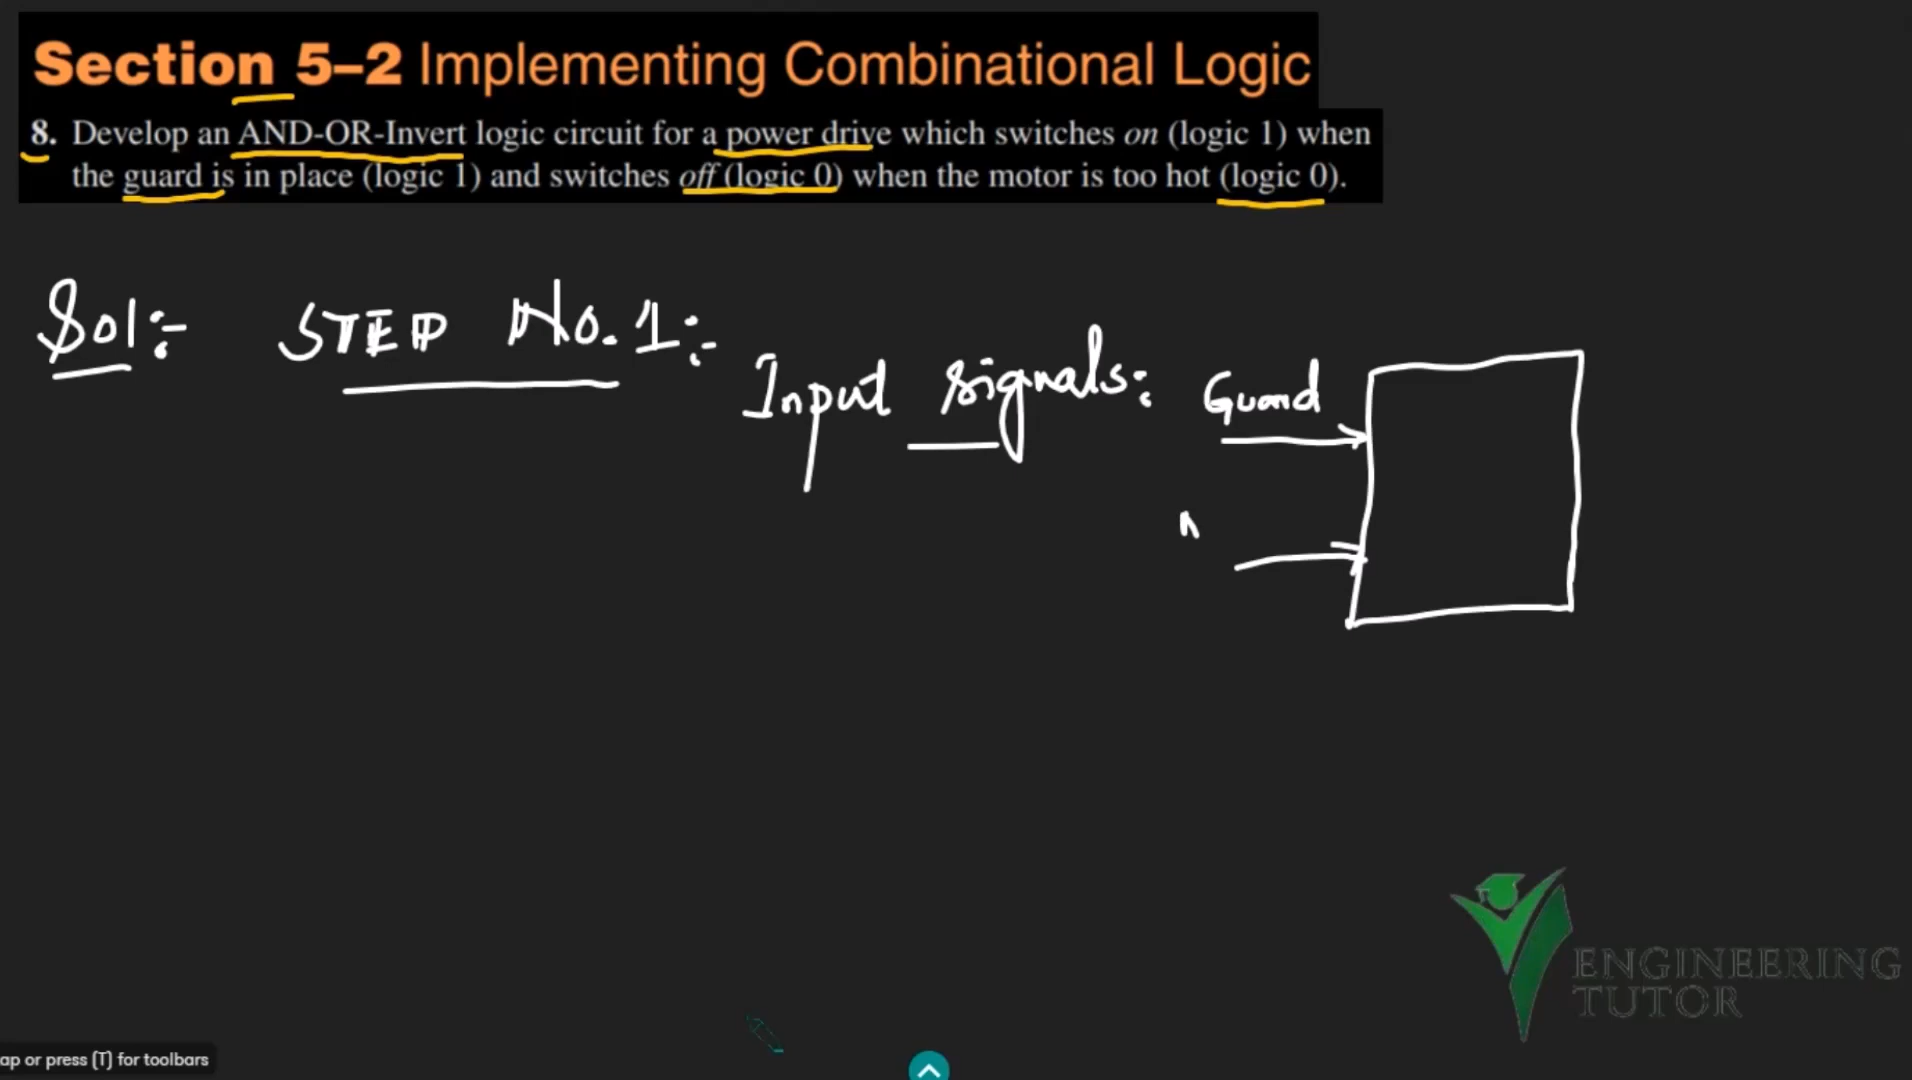 Section 5–2 Implementing Combinational Logic
8. Develop an AND-OR-Invert logic circuit for a power drive which switches on (logic 1) when
the guard is in place (logic 1) and switches off (logic 0) when the motor is too hot (logic 0).
Sol:- STEP No. 1:-
Input signals: Guard
ENGINEERING
TUTOR
ap or press (T) for toolbars